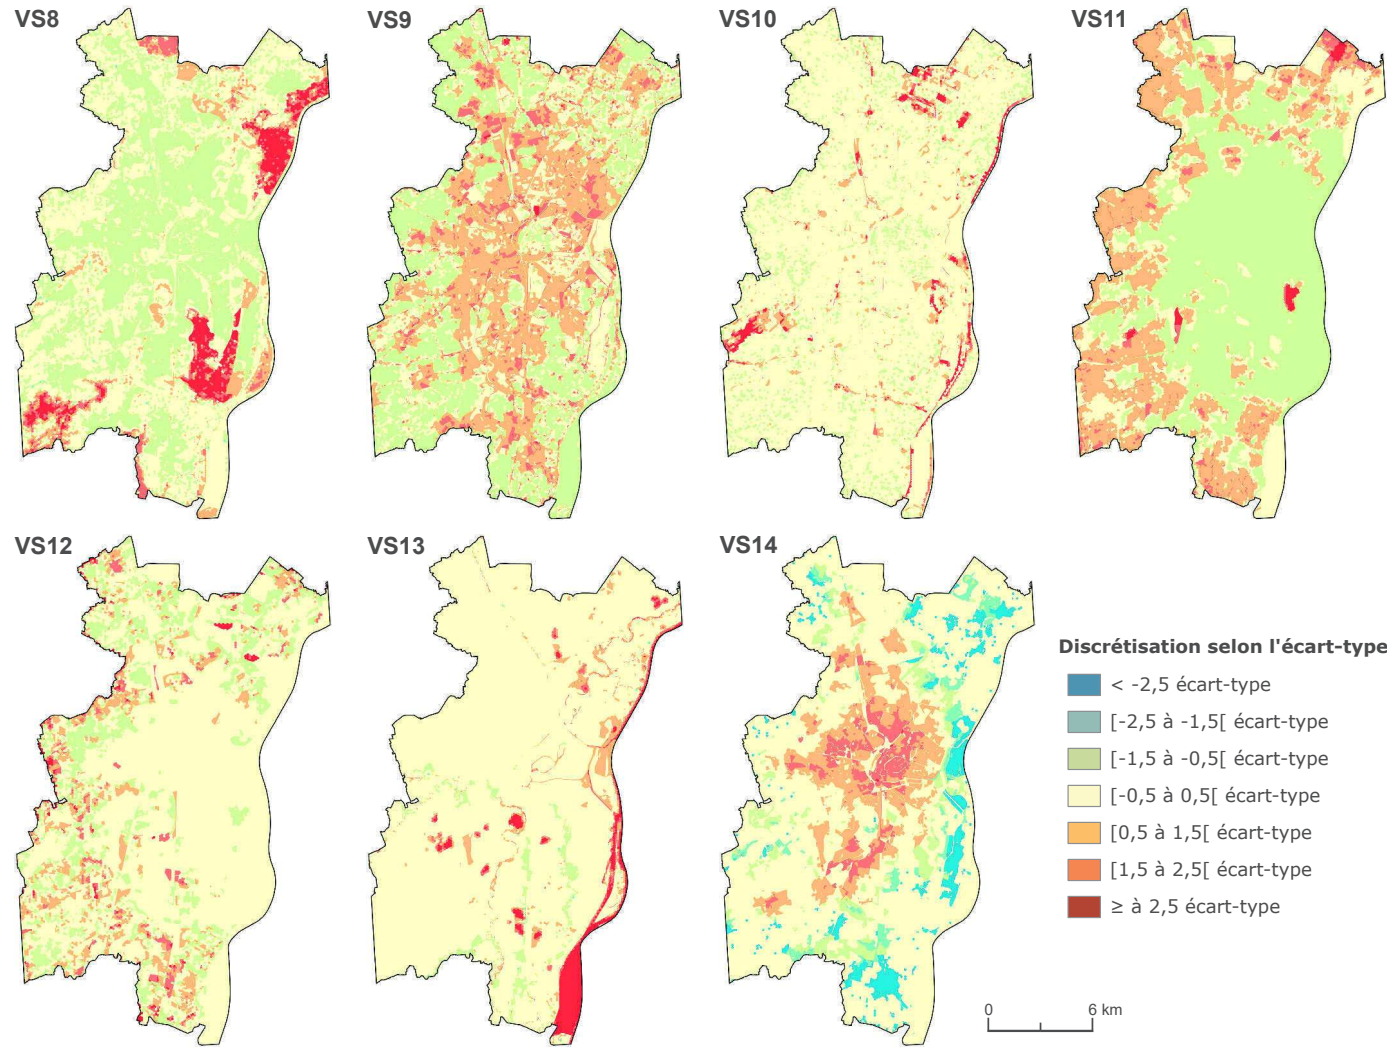 VS8
VS9
VS10
VS11
VS12
VS13
VS14
Discrétisation selon l'écart-type
< -2,5 écart-type
[-2,5 à -1,5[ écart-type
[-1,5 à -0,5[ écart-type
[-0,5 à 0,5[ écart-type
[0,5 à 1,5[ écart-type
[1,5 à 2,5[ écart-type
≥ à 2,5 écart-type
0 6 km